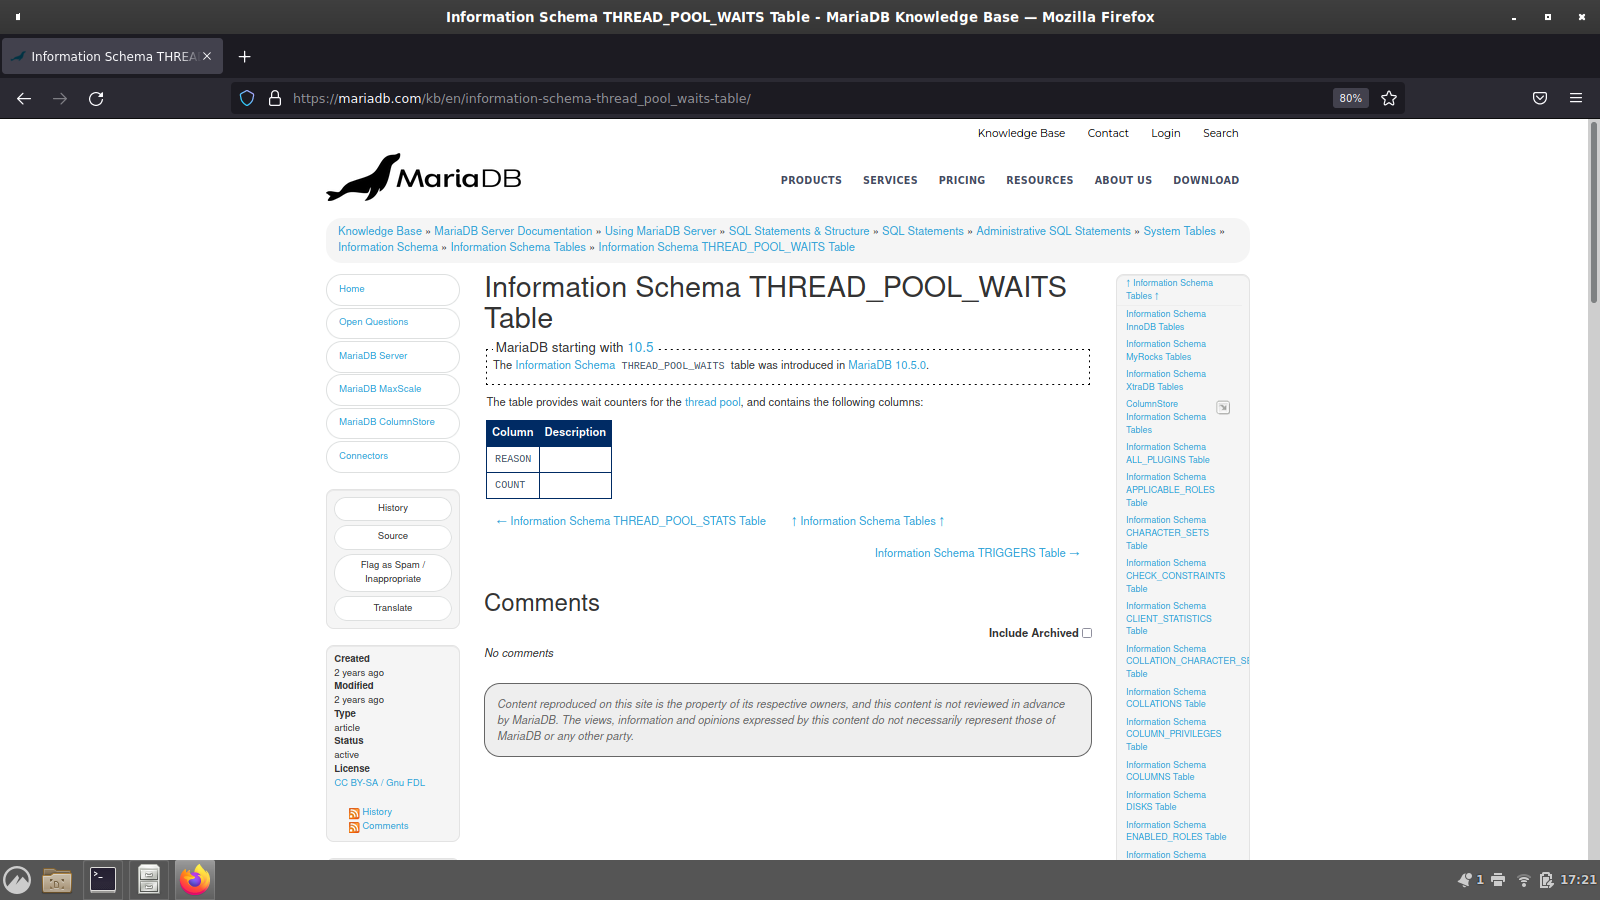 Information Schema THREAD_POOL_WAITS Table - MariaDB Knowledge Base — Mozilla Firefox
Information Schema THREA
https://mariadb.com/kb/en/information-schema-thread_pool_waits-table/
80%
Knowledge Base Contact Login Search
MariaDB
PRODUCTS SERVICES PRICING RESOURCES ABOUT US DOWNLOAD
Knowledge Base » MariaDB Server Documentation » Using MariaDB Server » SQL Statements & Structure » SQL Statements » Administrative SQL Statements » System Tables »
Information Schema » Information Schema Tables » Information Schema THREAD_POOL_WAITS Table
Home
Open Questions
MariaDB Server
MariaDB MaxScale
MariaDB ColumnStore
Connectors
History
Source
Flag as Spam /
Inappropriate
Translate
Created
2 years ago
Modified
2 years ago
Type
article
Status
active
License
CC BY-SA / Gnu FDL
History
Comments
Information Schema THREAD_POOL_WAITS
Table
MariaDB starting with 10.5
The Information Schema THREAD_POOL_WAITS table was introduced in MariaDB 10.5.0.
The table provides wait counters for the thread pool, and contains the following columns:
Column Description
REASON
COUNT
← Information Schema THREAD_POOL_STATS Table ↑ Information Schema Tables ↑
Information Schema TRIGGERS Table →
Comments
Include Archived
No comments
Content reproduced on this site is the property of its respective owners, and this content is not reviewed in advance
by MariaDB. The views, information and opinions expressed by this content do not necessarily represent those of
MariaDB or any other party.
↑ Information Schema
Tables ↑
Information Schema
InnoDB Tables
Information Schema
MyRocks Tables
Information Schema
XtraDB Tables
ColumnStore
Information Schema
Tables
Information Schema
ALL_PLUGINS Table
Information Schema
APPLICABLE_ROLES
Table
Information Schema
CHARACTER_SETS
Table
Information Schema
CHECK_CONSTRAINTS
Table
Information Schema
CLIENT_STATISTICS
Table
Information Schema
COLLATION_CHARACTER_SE
Table
Information Schema
COLLATIONS Table
Information Schema
COLUMN_PRIVILEGES
Table
Information Schema
COLUMNS Table
Information Schema
DISKS Table
Information Schema
ENABLED_ROLES Table
Information Schema
1
17:21